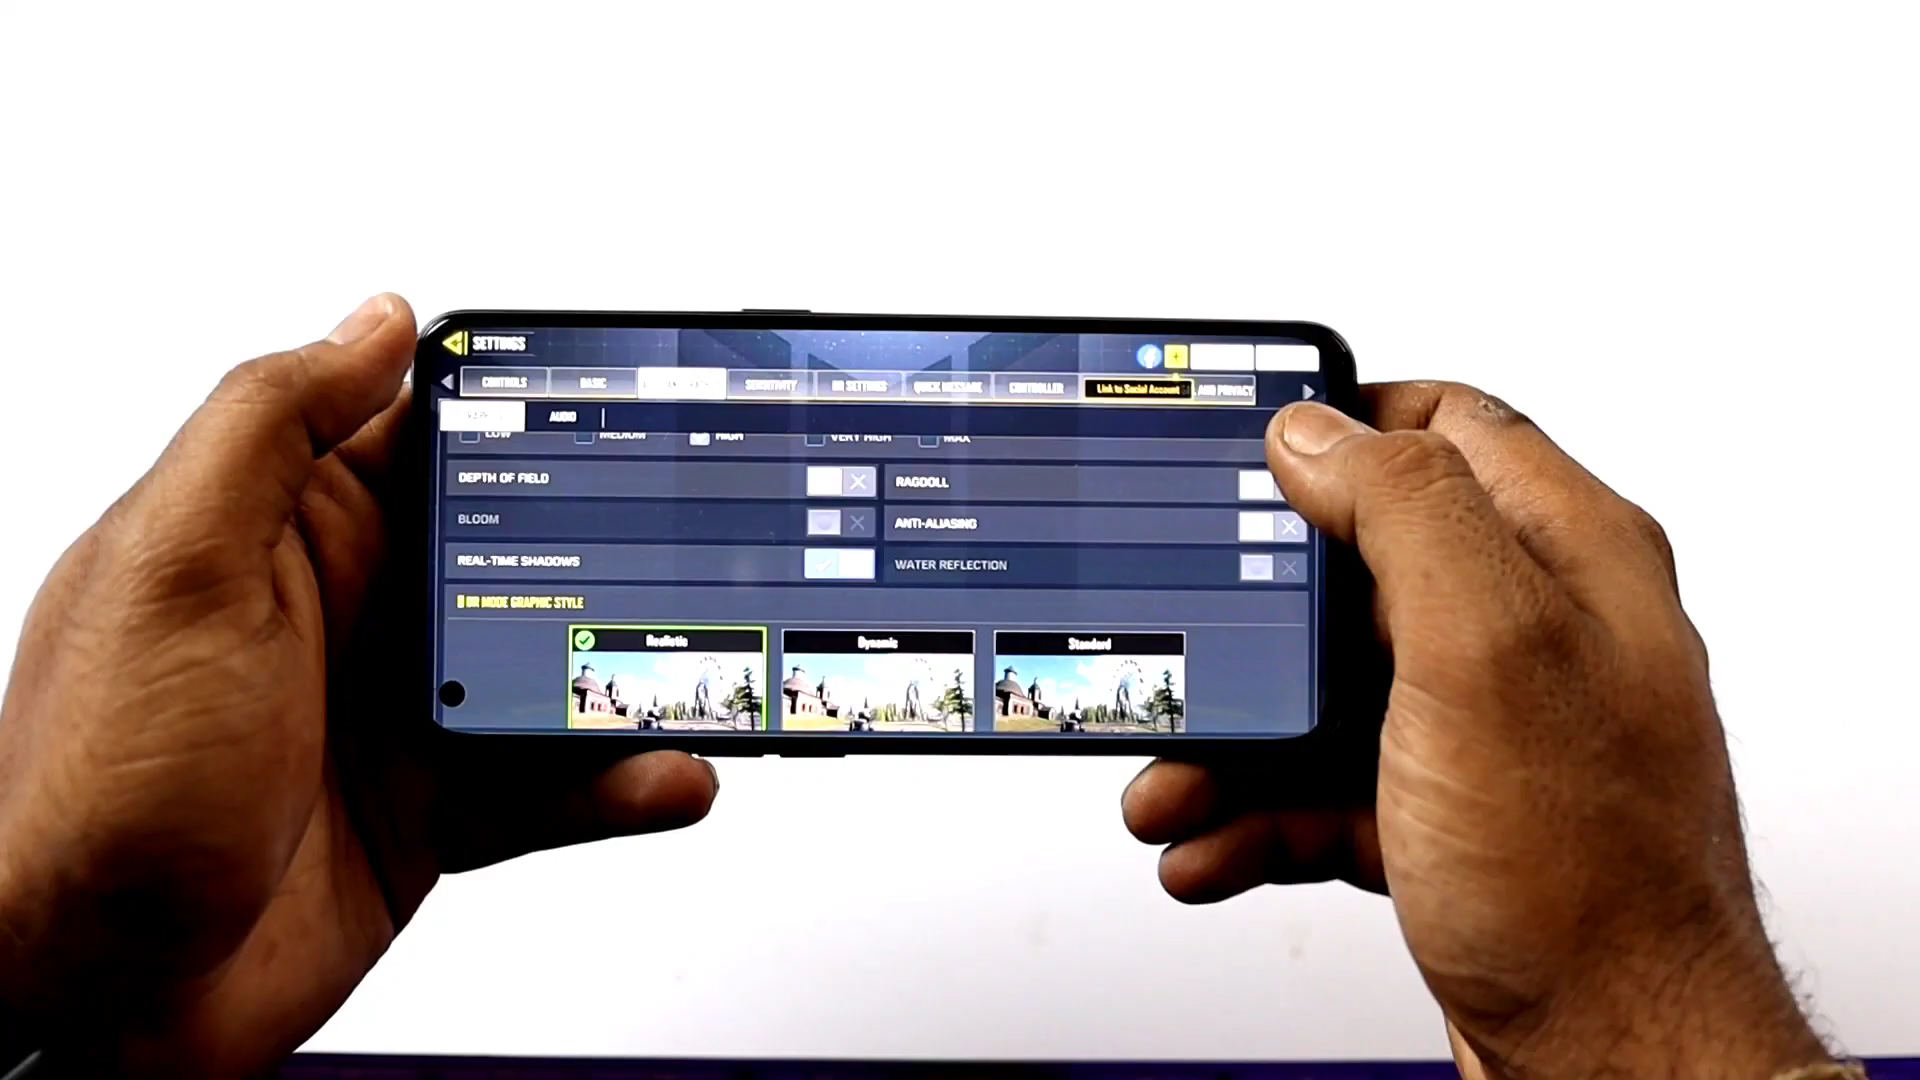 SETTINGS
CONTROLS BASIC SENSITIVITY BR SETTINGS QUICK MESSAGE CONTROLLER Link to Social Account AND PRIVACY
AUDIO
LOW MEDIUM HIGH VERY HIGH MAX
DEPTH OF FIELD
RAGDOLL
BLOOM
ANTI-ALIASING
REAL-TIME SHADOWS
WATER REFLECTION
BR MODE GRAPHIC STYLE
Realistic Dynamic Standard